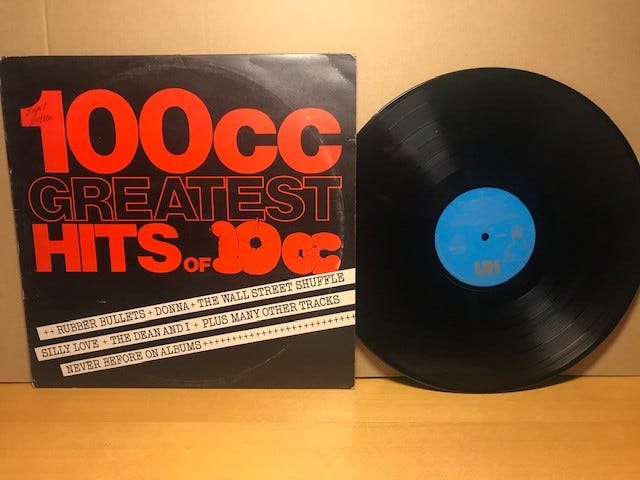 100cc
GREATEST
HITS OF 10cc
++ RUBBER BULLETS + DONNA + THE WALL STREET SHUFFLE
SILLY LOVE + THE DEAN AND I + PLUS MANY OTHER TRACKS
NEVER BEFORE ON ALBUMS ++++++++++++++++++++++++
UK